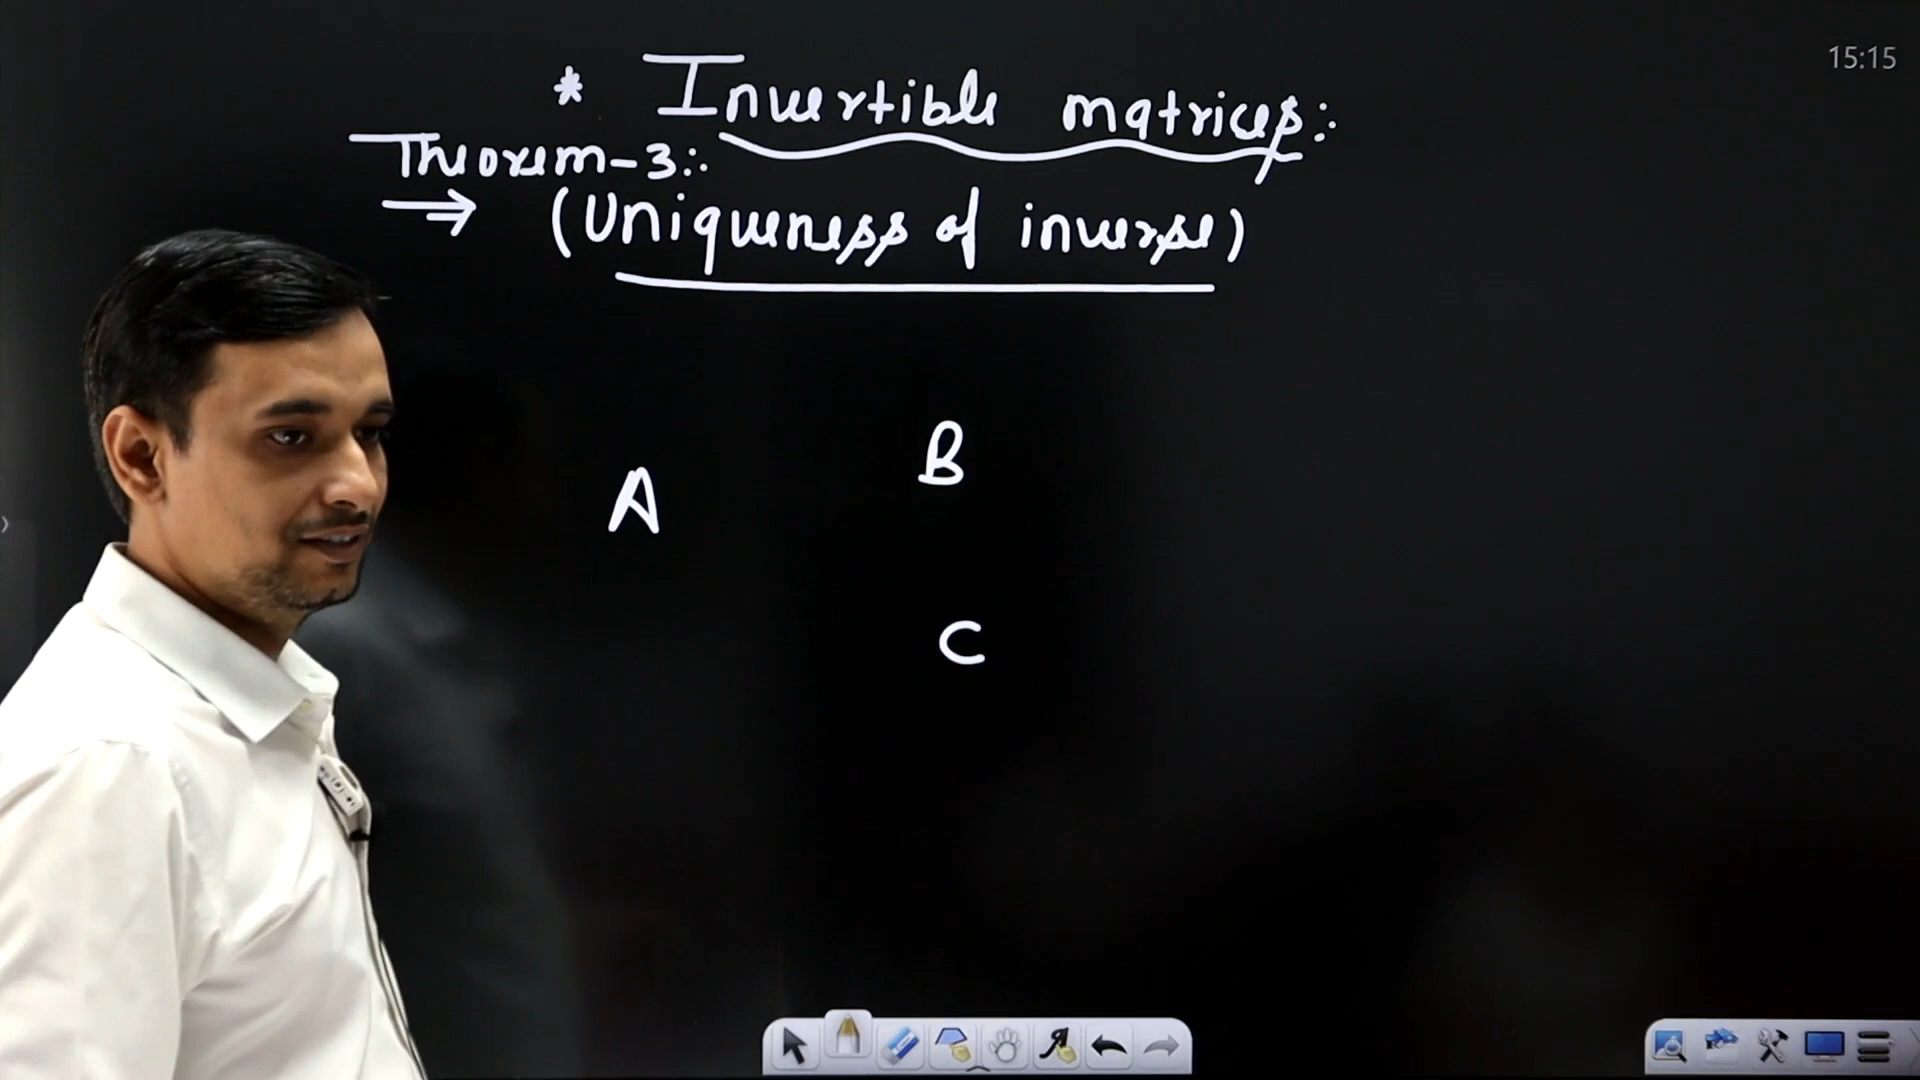 15:15
* Invertible matrices:
Theorem-3:
→ (Uniqueness of inverse)
B
A
C